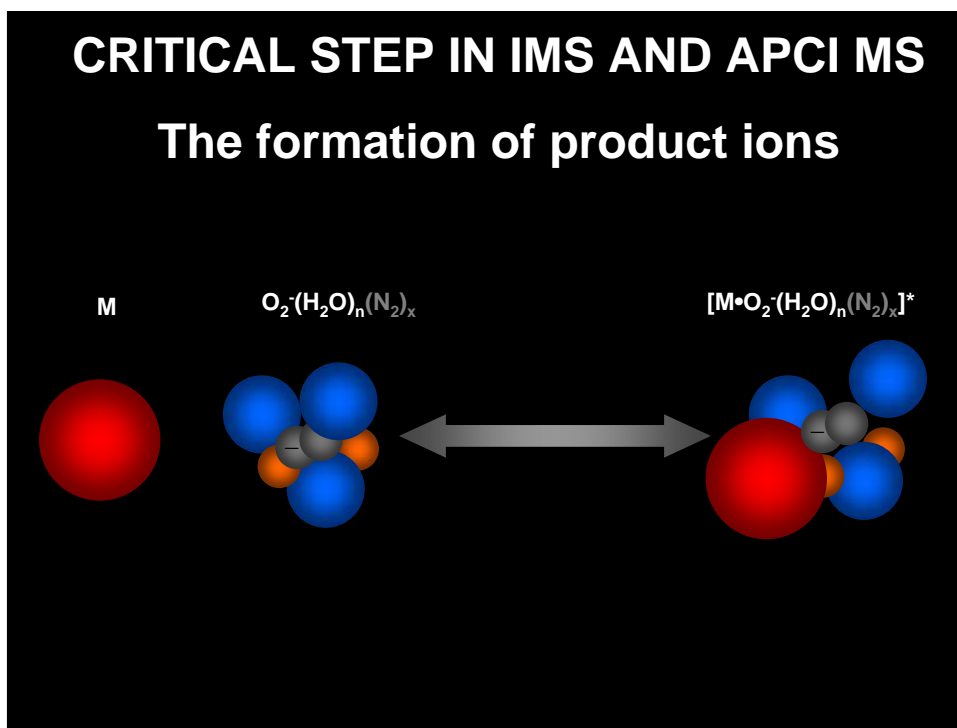 CRITICAL STEP IN IMS AND APCI MS
The formation of product ions
M O₂⁻(H₂O)ₙ(N₂)ₓ [M•O₂⁻(H₂O)ₙ(N₂)ₓ]*
– –